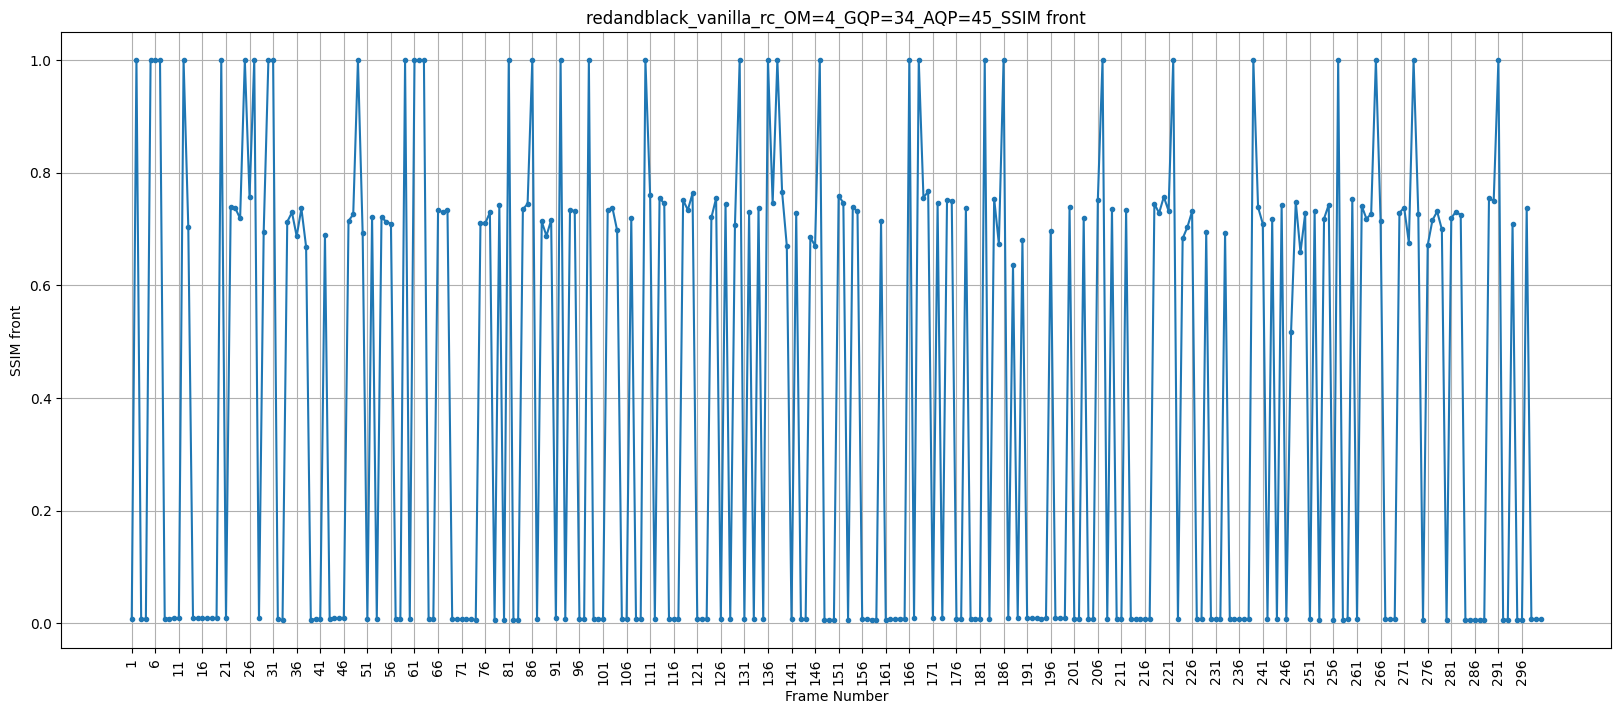 redandblack_vanilla_rc_OM=4_GQP=34_AQP=45_SSIM front
1.0
0.8
0.6
0.4
0.2
0.0
SSIM front
1 6 11 16 21 26 31 36 41 46 51 56 61 66 71 76 81 86 91 96 101 106 111 116 121 126 131 136 141 146 151 156 161 166 171 176 181 186 191 196 201 206 211 216 221 226 231 236 241 246 251 256 261 266 271 276 281 286 291 296
Frame Number